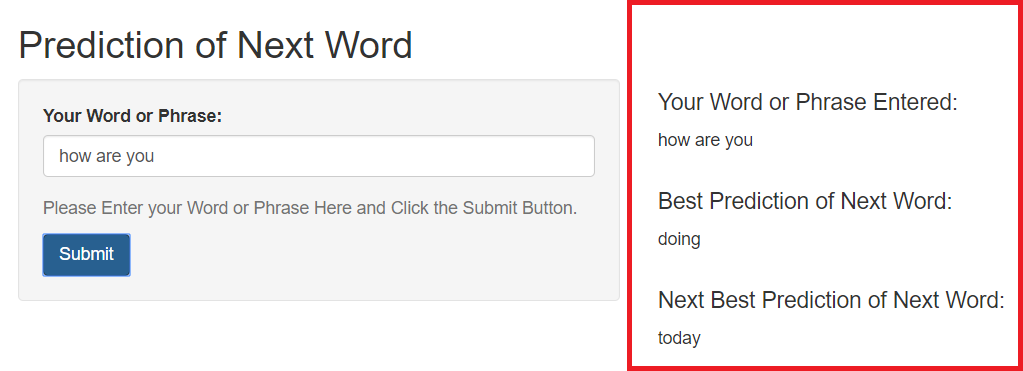 Prediction of Next Word
Your Word or Phrase:
how are you
Please Enter your Word or Phrase Here and Click the Submit Button.
Submit
Your Word or Phrase Entered:
how are you
Best Prediction of Next Word:
doing
Next Best Prediction of Next Word:
today